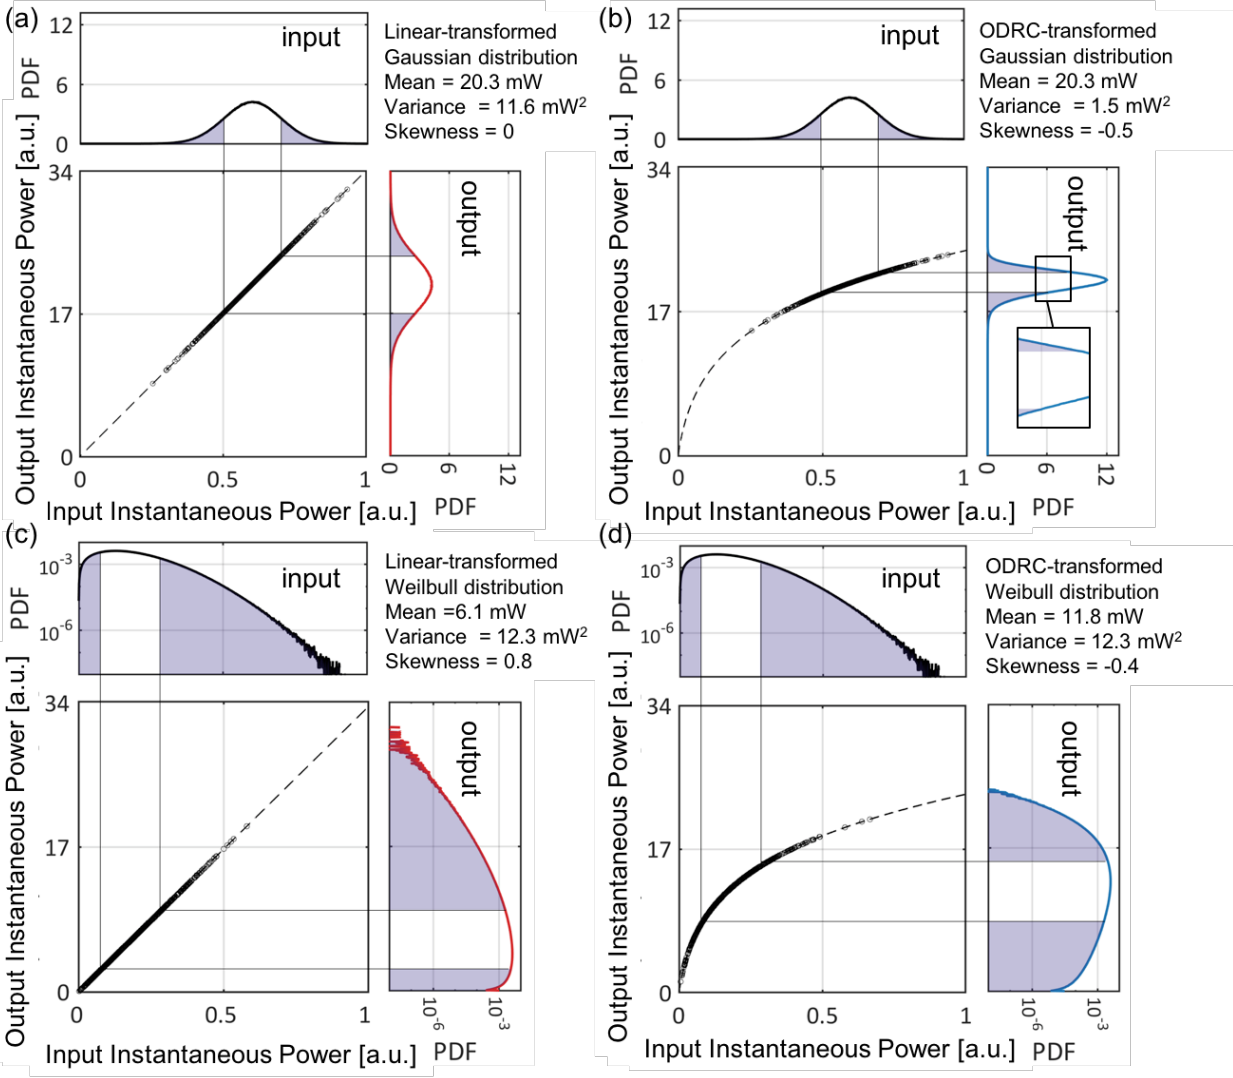 (a)
12
6
0
PDF
input
Linear-transformed
Gaussian distribution
Mean = 20.3 mW
Variance = 11.6 mW2
Skewness = 0
Output Instantaneous Power [a.u.]
34
17
0
0
0.5
1
Input Instantaneous Power [a.u.]
output
0
6
12
PDF
(b)
12
6
0
PDF
input
ODRC-transformed
Gaussian distribution
Mean = 20.3 mW
Variance = 1.5 mW2
Skewness = -0.5
Output Instantaneous Power [a.u.]
34
17
0
0
0.5
1
Input Instantaneous Power [a.u.]
output
0
6
12
PDF
(c)
10-3
10-6
PDF
input
Linear-transformed
Weilbull distribution
Mean =6.1 mW
Variance = 12.3 mW2
Skewness = 0.8
Output Instantaneous Power [a.u.]
34
17
0
0
0.5
1
Input Instantaneous Power [a.u.]
output
10-6
10-3
PDF
(d)
10-3
10-6
PDF
input
ODRC-transformed
Weibull distribution
Mean = 11.8 mW
Variance = 12.3 mW2
Skewness = -0.4
Output Instantaneous Power [a.u.]
34
17
0
0
0.5
1
Input Instantaneous Power [a.u.]
output
10-6
10-3
PDF